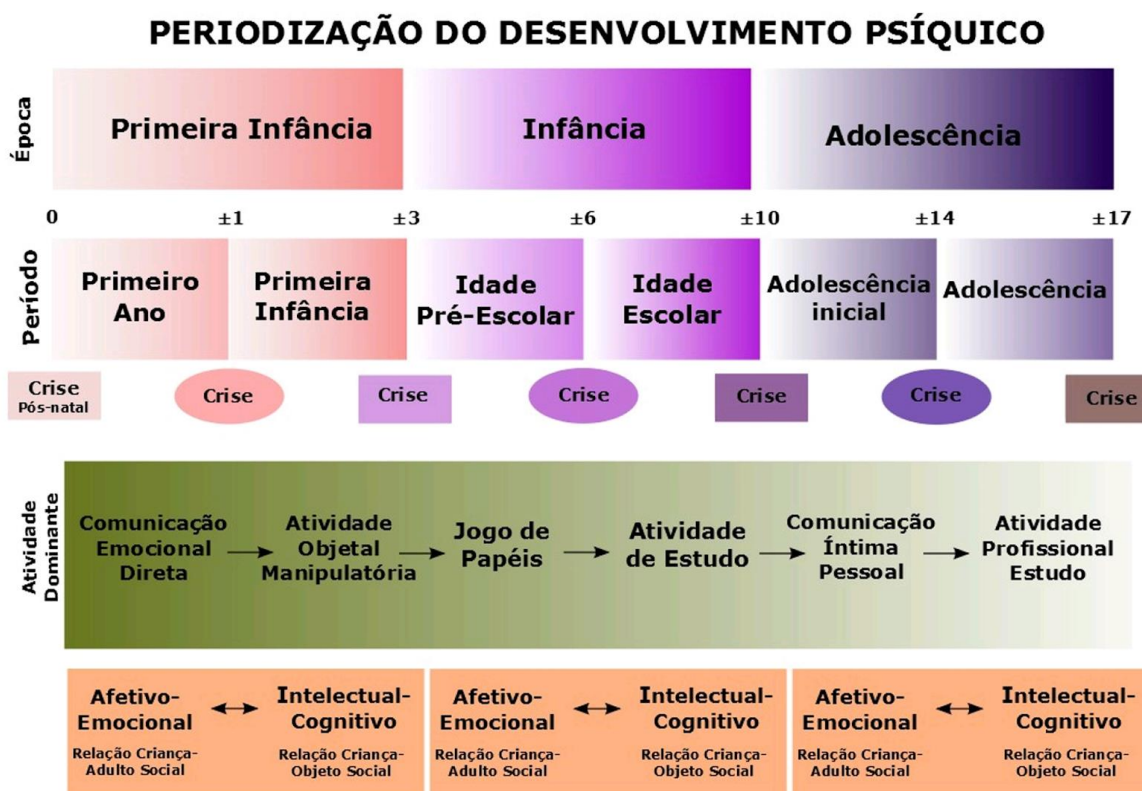 PERIODIZAÇÃO DO DESENVOLVIMENTO PSÍQUICO
Época
Primeira Infância
Infância
Adolescência
0
±1
±3
±6
±10
±14
±17
Período
Primeiro
Ano
Primeira
Infância
Idade
Pré-Escolar
Idade
Escolar
Adolescência
inicial
Adolescência
Crise
Pós-natal
Crise
Crise
Crise
Crise
Crise
Crise
Atividade
Dominante
Comunicação
Emocional
Direta
Atividade
Objetal
Manipulatória
Jogo de
Papéis
Atividade
de Estudo
Comunicação
Íntima
Pessoal
Atividade
Profissional
Estudo
Afetivo-
Emocional
Relação Criança-
Adulto Social
Intelectual-
Cognitivo
Relação Criança-
Objeto Social
Afetivo-
Emocional
Relação Criança-
Adulto Social
Intelectual-
Cognitivo
Relação Criança-
Objeto Social
Afetivo-
Emocional
Relação Criança-
Adulto Social
Intelectual-
Cognitivo
Relação Criança-
Objeto Social